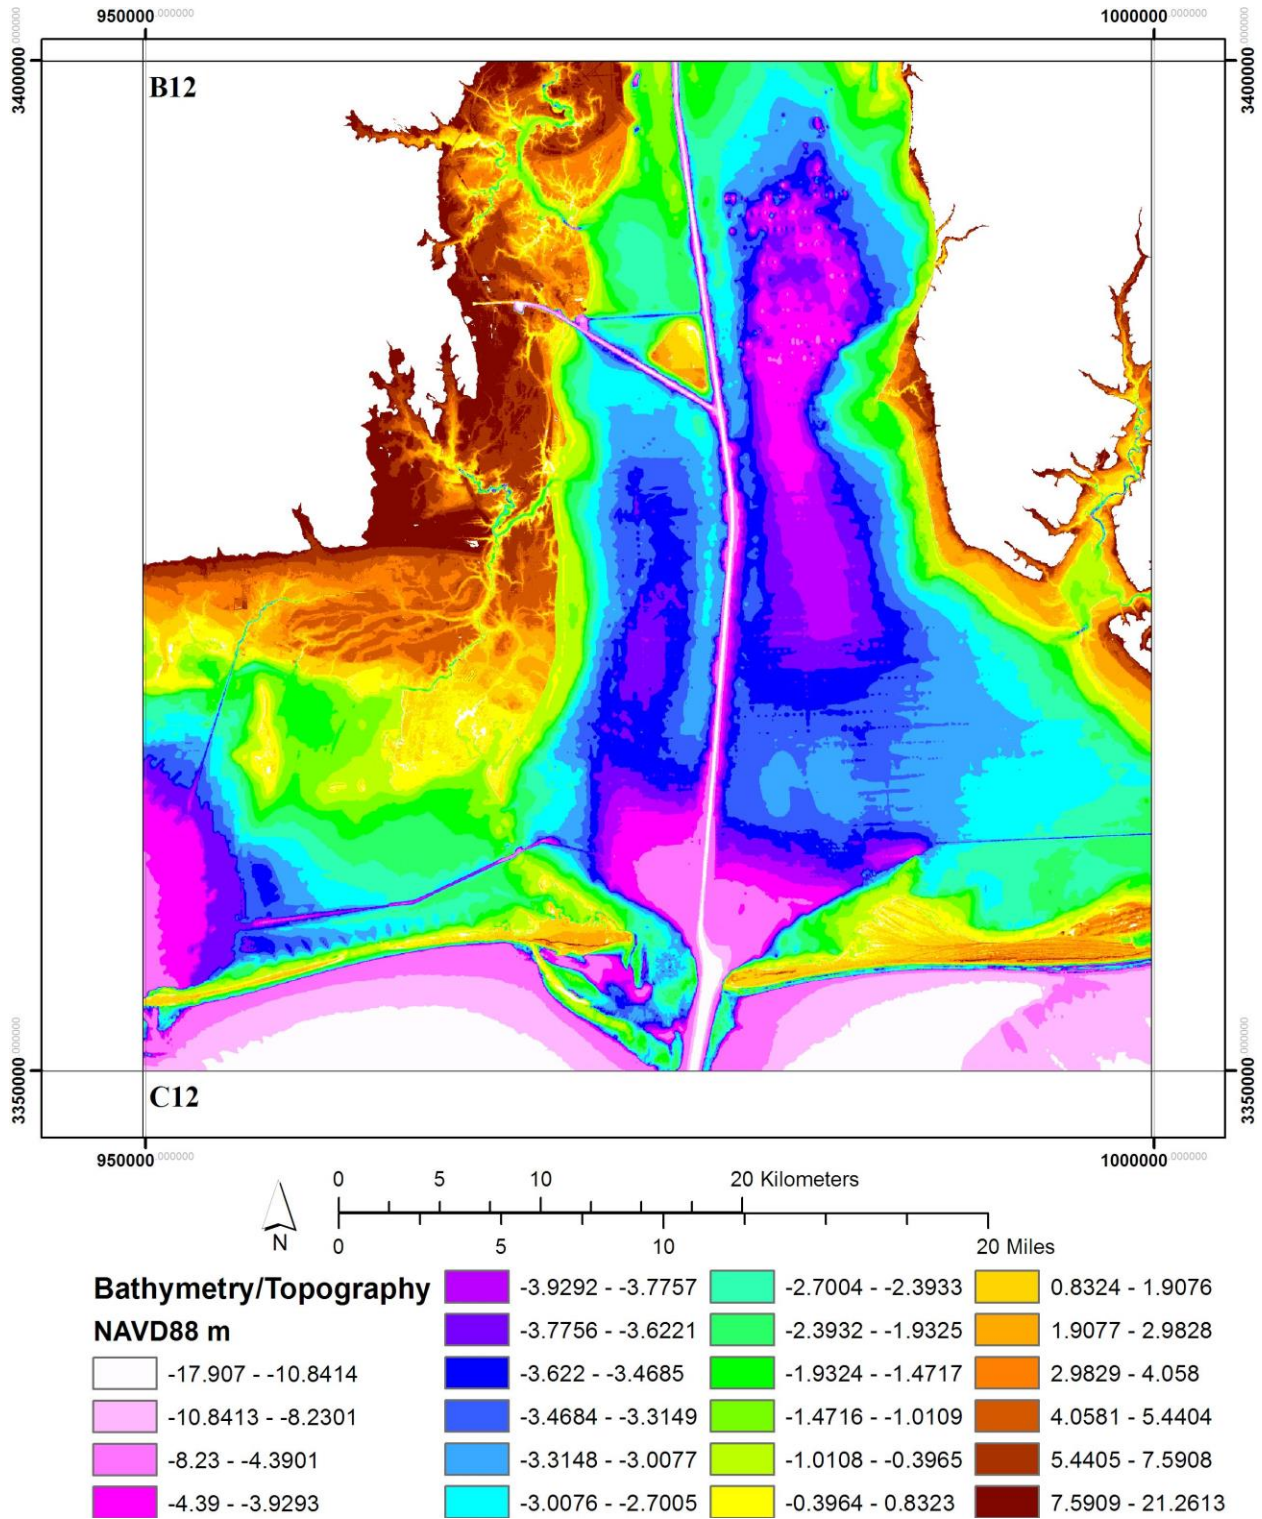 950000.000000 1000000.000000
3400000.000000 3400000.000000
B12
3350000.000000 3350000.000000
C12
950000.000000 1000000.000000
0 5 10 20 Kilometers
N
0 5 10 20 Miles
Bathymetry/Topography
NAVD88 m
-17.907 - -10.8414
-10.8413 - -8.2301
-8.23 - -4.3901
-4.39 - -3.9293
-3.9292 - -3.7757
-3.7756 - -3.6221
-3.622 - -3.4685
-3.4684 - -3.3149
-3.3148 - -3.0077
-3.0076 - -2.7005
-2.7004 - -2.3933
-2.3932 - -1.9325
-1.9324 - -1.4717
-1.4716 - -1.0109
-1.0108 - -0.3965
-0.3964 - 0.8323
0.8324 - 1.9076
1.9077 - 2.9828
2.9829 - 4.058
4.0581 - 5.4404
5.4405 - 7.5908
7.5909 - 21.2613